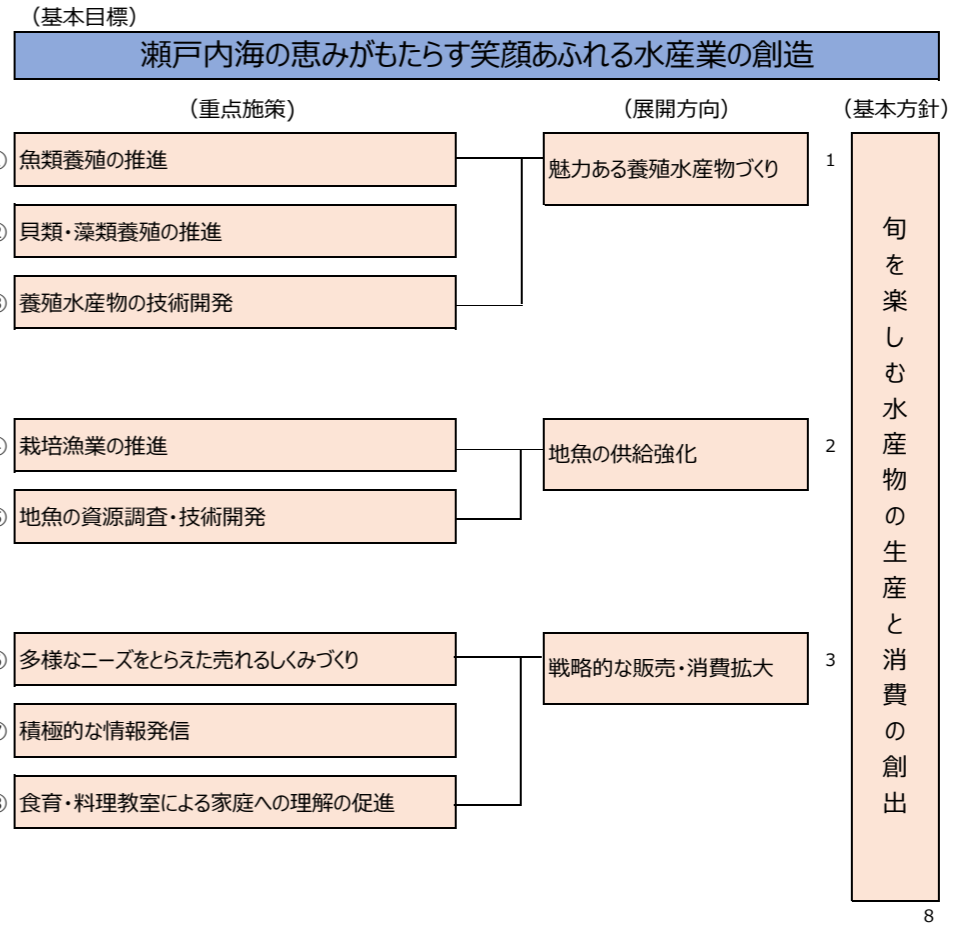 （基本目標）
瀬戸内海の恵みがもたらす笑顔あふれる水産業の創造
（重点施策）
（展開方向）
（基本方針）
① 魚類養殖の推進
② 貝類・藻類養殖の推進
③ 養殖水産物の技術開発
魅力ある養殖水産物づくり
1
④ 栽培漁業の推進
⑤ 地魚の資源調査・技術開発
地魚の供給強化
2
⑥ 多様なニーズをとらえた売れるしくみづくり
⑦ 積極的な情報発信
⑧ 食育・料理教室による家庭への理解の促進
戦略的な販売・消費拡大
3
旬を楽しむ水産物の生産と消費の創出
8